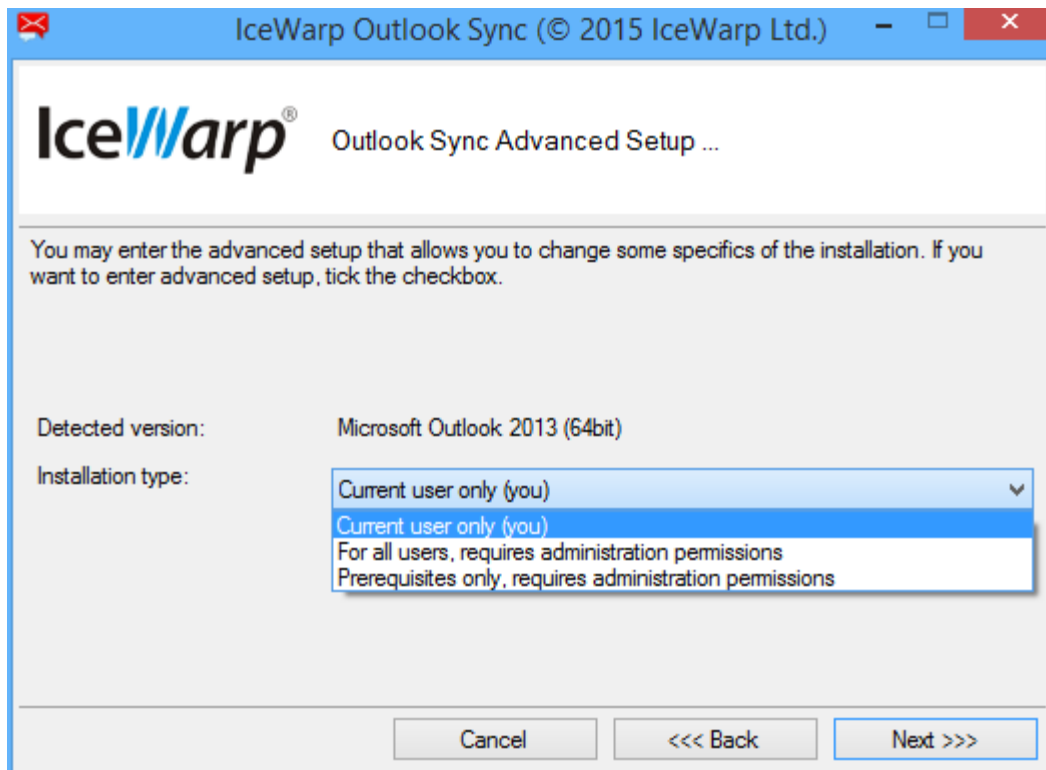 IceWarp Outlook Sync (© 2015 IceWarp Ltd.)
IceWarp®
Outlook Sync Advanced Setup ...
You may enter the advanced setup that allows you to change some specifics of the installation. If you
want to enter advanced setup, tick the checkbox.
Detected version: Microsoft Outlook 2013 (64bit)
Installation type: Current user only (you)
Current user only (you)
For all users, requires administration permissions
Prerequisites only, requires administration permissions
Cancel <<< Back Next >>>